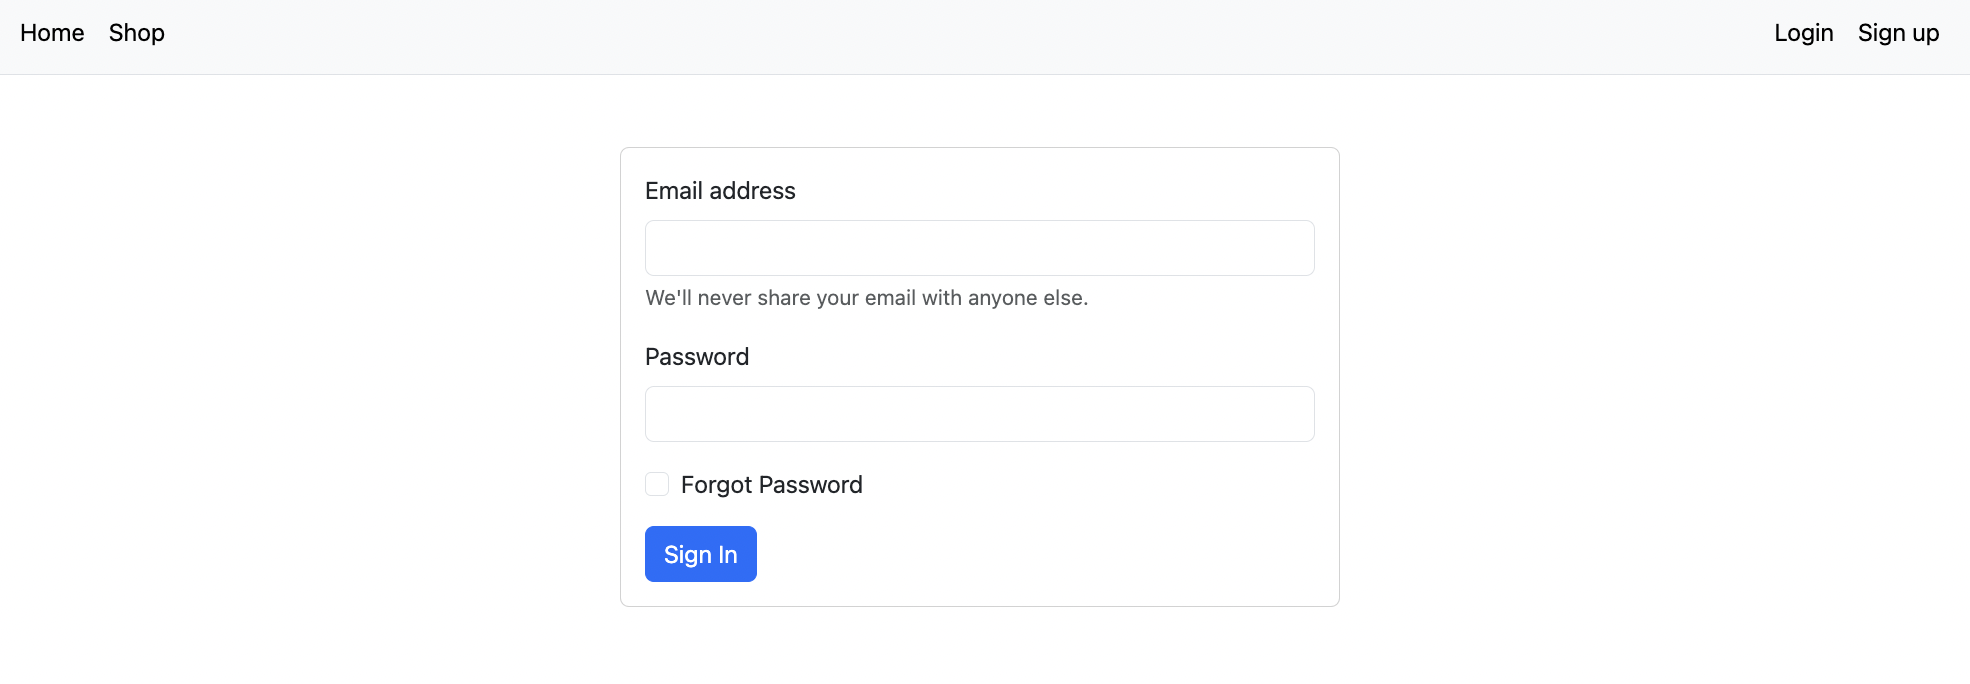 Home Shop Login Sign up
Email address
We'll never share your email with anyone else.
Password
Forgot Password
Sign In